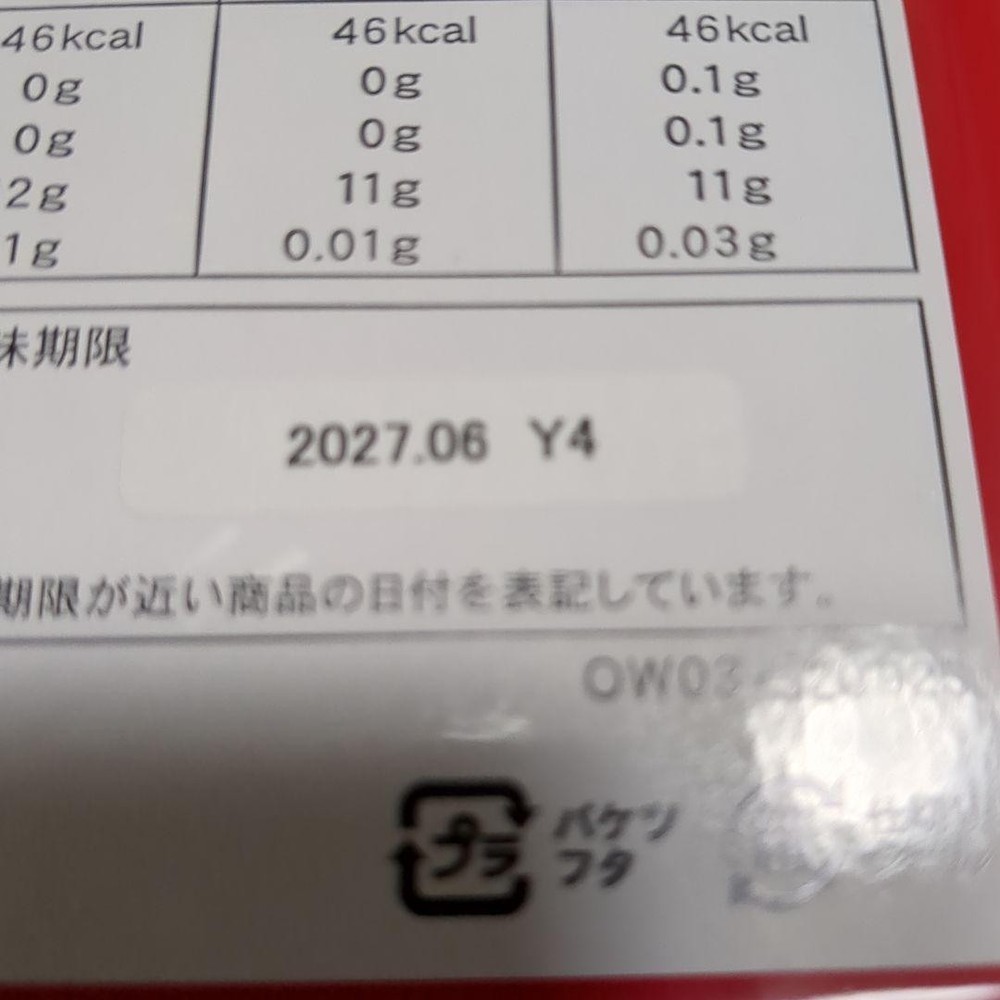 46kcal 46kcal 46kcal
0g 0g 0.1g
0g 0g 0.1g
2g 11g 11g
1g 0.01g 0.03g
味期限
2027.06 Y4
期限が近い商品の日付を表記しています。
OW03
プラ バケツ
フタ